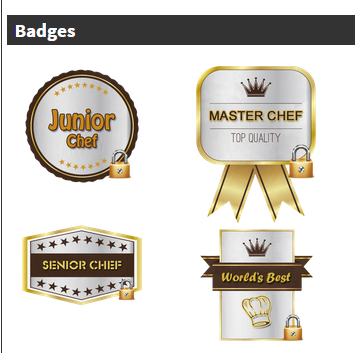 Badges
Junior
Chef
MASTER CHEF
TOP QUALITY
SENIOR CHEF
World's Best